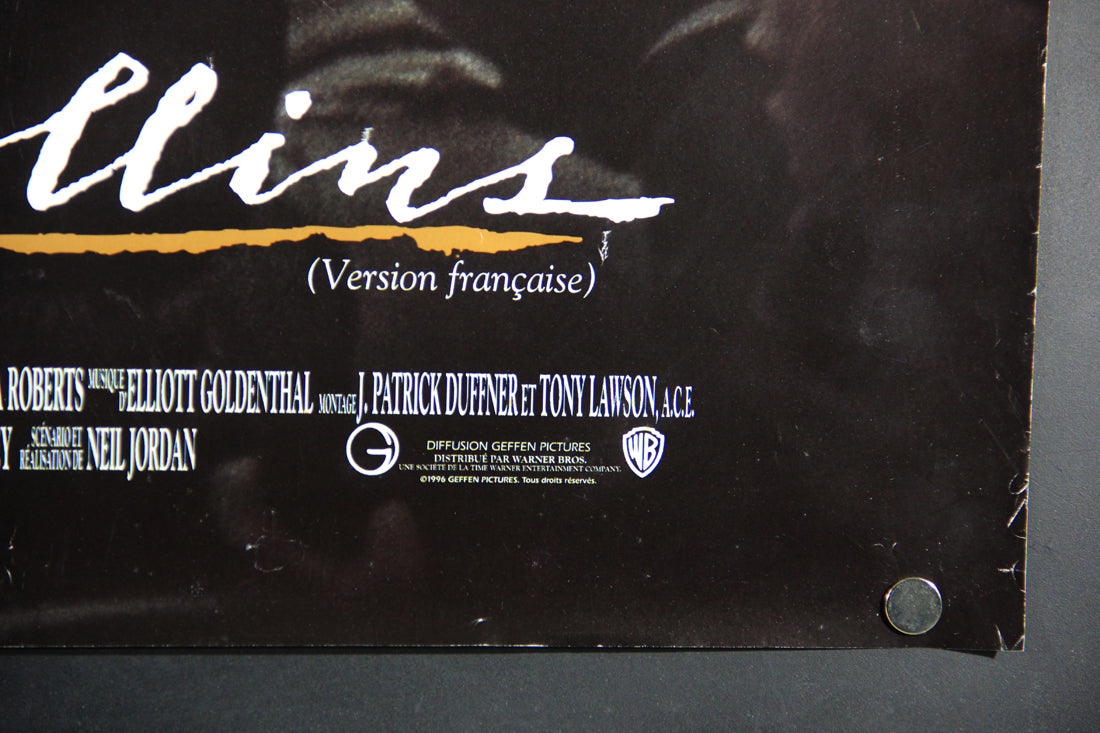 llins
(Version française)
A ROBERTS MUSIQUE D'ELLIOTT GOLDENTHAL MONTAGE J. PATRICK DUFFNER ET TONY LAWSON, A.C.E.
Y SCÉNARIO ET RÉALISATION DE NEIL JORDAN
G
DIFFUSION GEFFEN PICTURES
DISTRIBUÉ PAR WARNER BROS.
UNE SOCIÉTÉ DE LA TIME WARNER ENTERTAINMENT COMPANY.
©1996 GEFFEN PICTURES. Tous droits réservés.
WB